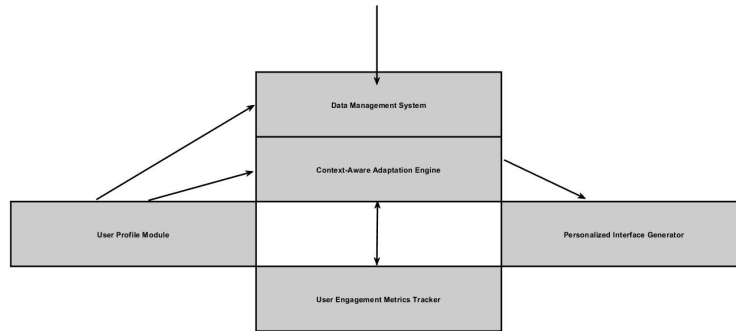 Data Management System
Context-Aware Adaptation Engine
User Profile Module
Personalized Interface Generator
User Engagement Metrics Tracker